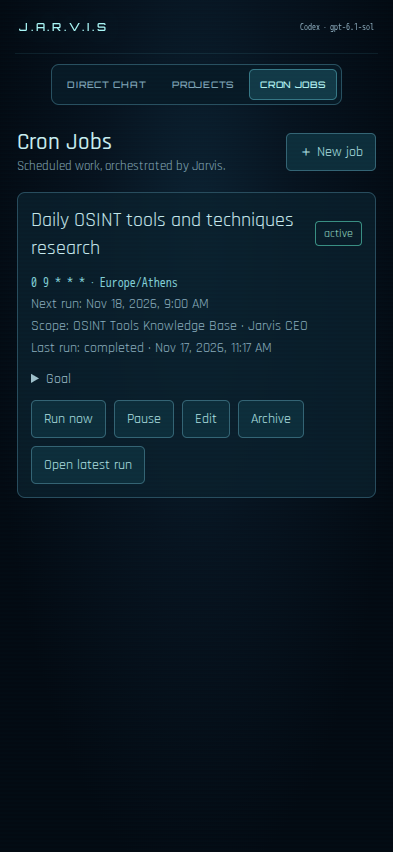 J.A.R.V.I.S
Codex · gpt-6.1-sol
DIRECT CHAT
PROJECTS
CRON JOBS
Cron Jobs
Scheduled work, orchestrated by Jarvis.
+ New job
Daily OSINT tools and techniques
research
active
0 9 * * * · Europe/Athens
Next run: Nov 18, 2026, 9:00 AM
Scope: OSINT Tools Knowledge Base · Jarvis CEO
Last run: completed · Nov 17, 2026, 11:17 AM
▶ Goal
Run now
Pause
Edit
Archive
Open latest run